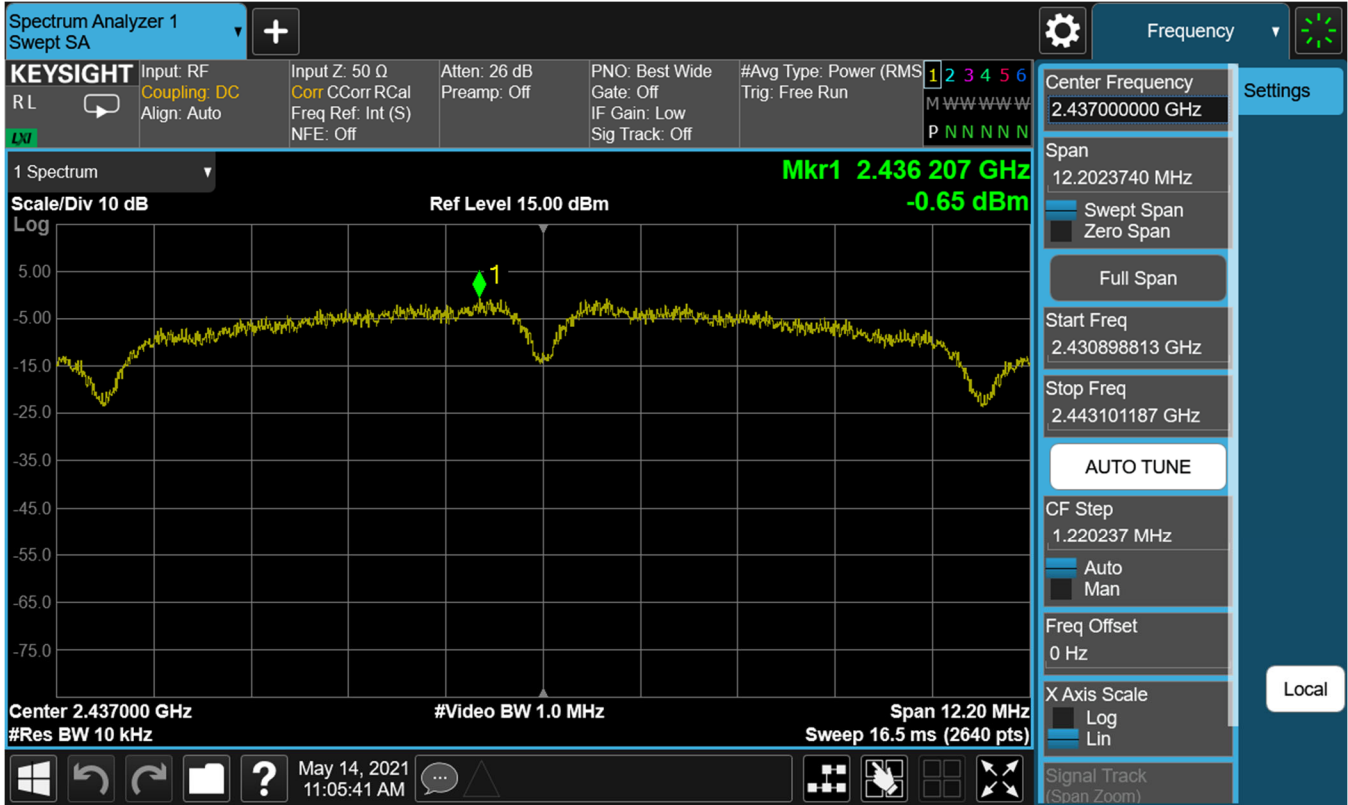 Spectrum Analyzer 1
Swept SA
+
Frequency
KEYSIGHT
R L
LXI
Input: RF
Coupling: DC
Align: Auto
Input Z: 50 Ω
Corr CCorr RCal
Freq Ref: Int (S)
NFE: Off
Atten: 26 dB
Preamp: Off
PNO: Best Wide
Gate: Off
IF Gain: Low
Sig Track: Off
#Avg Type: Power (RMS
Trig: Free Run
1 2 3 4 5 6
M W W W W W
P N N N N N
1 Spectrum
Mkr1 2.436 207 GHz
Scale/Div 10 dB
Ref Level 15.00 dBm
-0.65 dBm
Log
1
5.00
-5.00
-15.0
-25.0
-35.0
-45.0
-55.0
-65.0
-75.0
Center 2.437000 GHz
#Video BW 1.0 MHz
Span 12.20 MHz
#Res BW 10 kHz
Sweep 16.5 ms (2640 pts)
Center Frequency
2.437000000 GHz
Settings
Span
12.2023740 MHz
Swept Span
Zero Span
Full Span
Start Freq
2.430898813 GHz
Stop Freq
2.443101187 GHz
AUTO TUNE
CF Step
1.220237 MHz
Auto
Man
Freq Offset
0 Hz
X Axis Scale
Log
Lin
Signal Track
(Span Zoom)
Local
?
May 14, 2021
11:05:41 AM